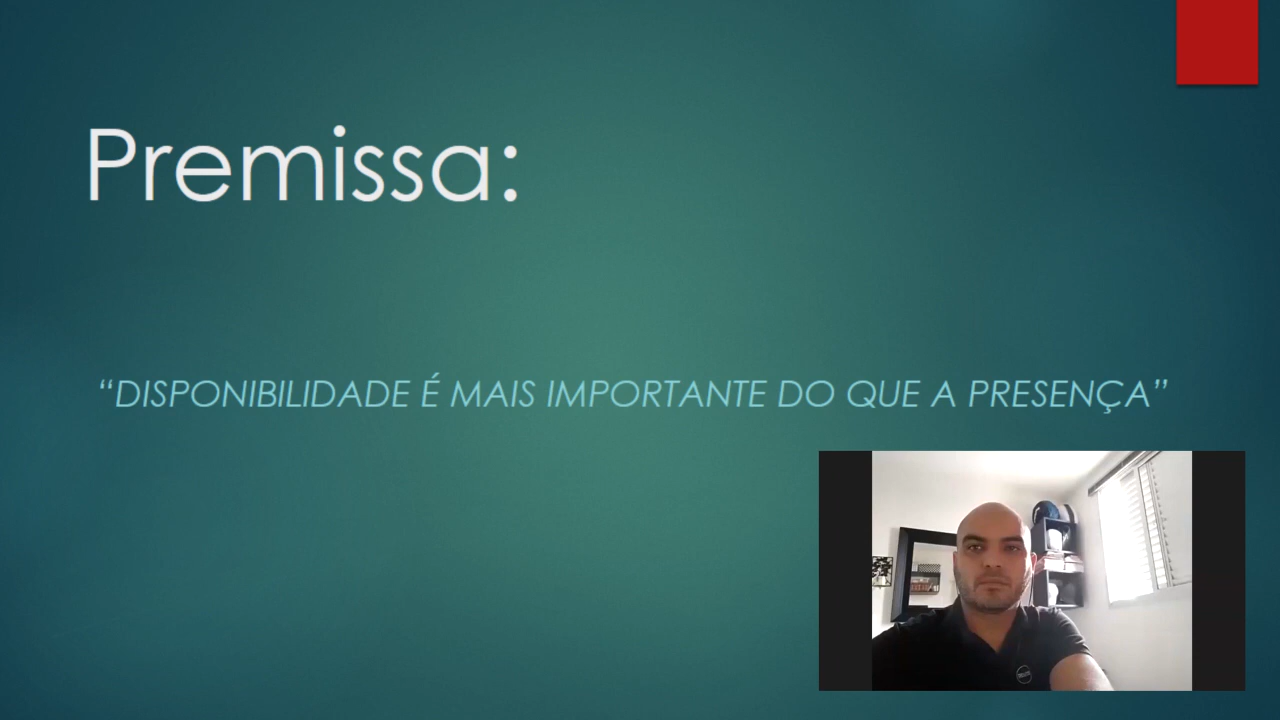 Premissa:
“DISPONIBILIDADE É MAIS IMPORTANTE DO QUE A PRESENÇA”